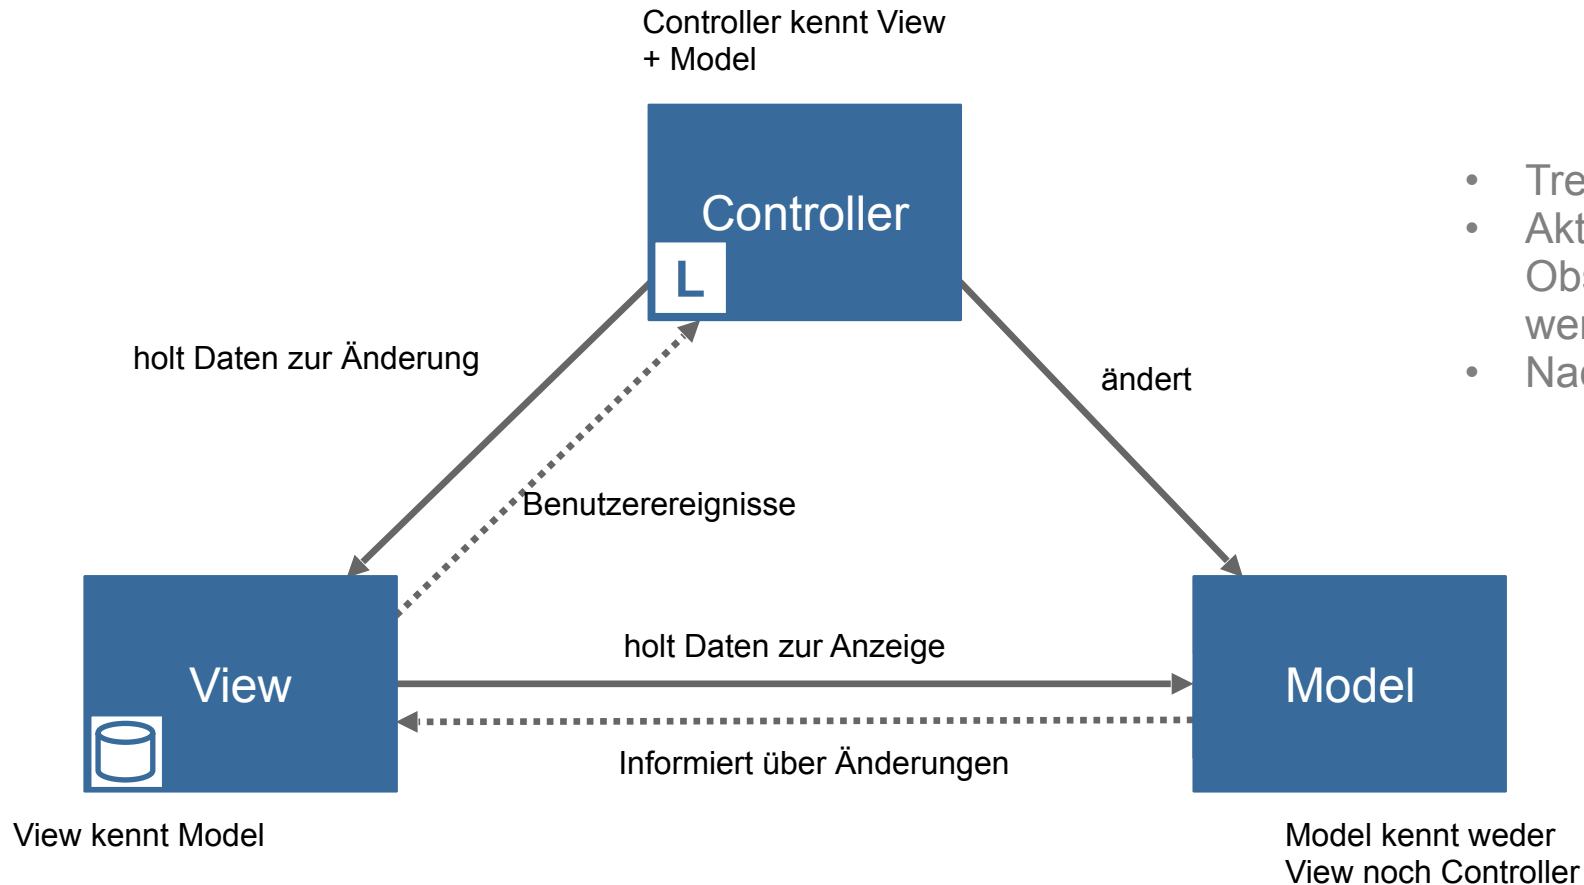 Controller kennt View
+ Model
Controller
L
holt Daten zur Änderung
ändert
Benutzerereignisse
holt Daten zur Anzeige
View
Model
Informiert über Änderungen
View kennt Model
Model kennt weder
View noch Controller